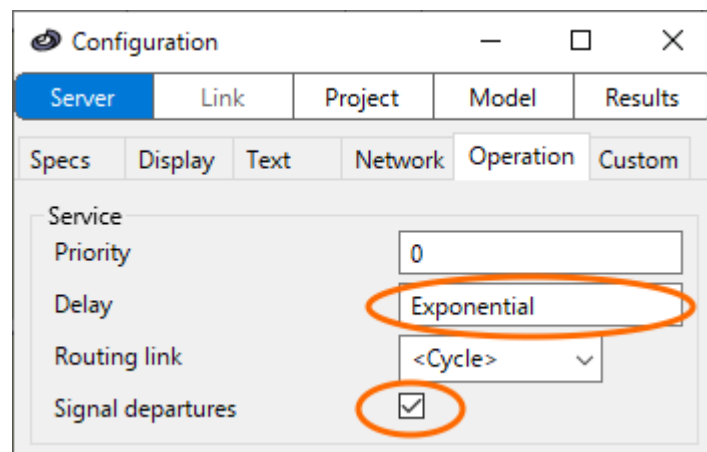 Configuration
Server Link Project Model Results
Specs Display Text Network Operation Custom
Service
Priority 0
Delay Exponential
Routing link <Cycle>
Signal departures